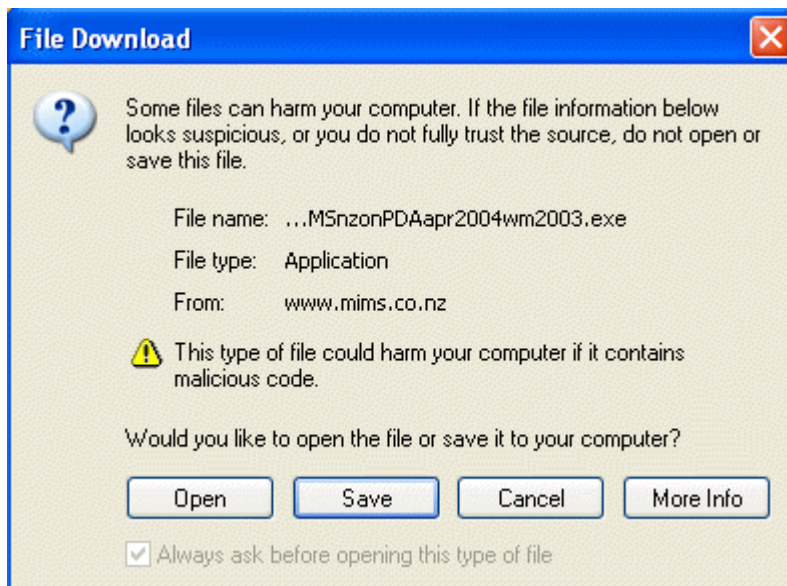 File Download
Some files can harm your computer. If the file information below
looks suspicious, or you do not fully trust the source, do not open or
save this file.
File name: ...MSnzonPDAapr2004wm2003.exe
File type: Application
From: www.mims.co.nz
This type of file could harm your computer if it contains
malicious code.
Would you like to open the file or save it to your computer?
Open Save Cancel More Info
Always ask before opening this type of file